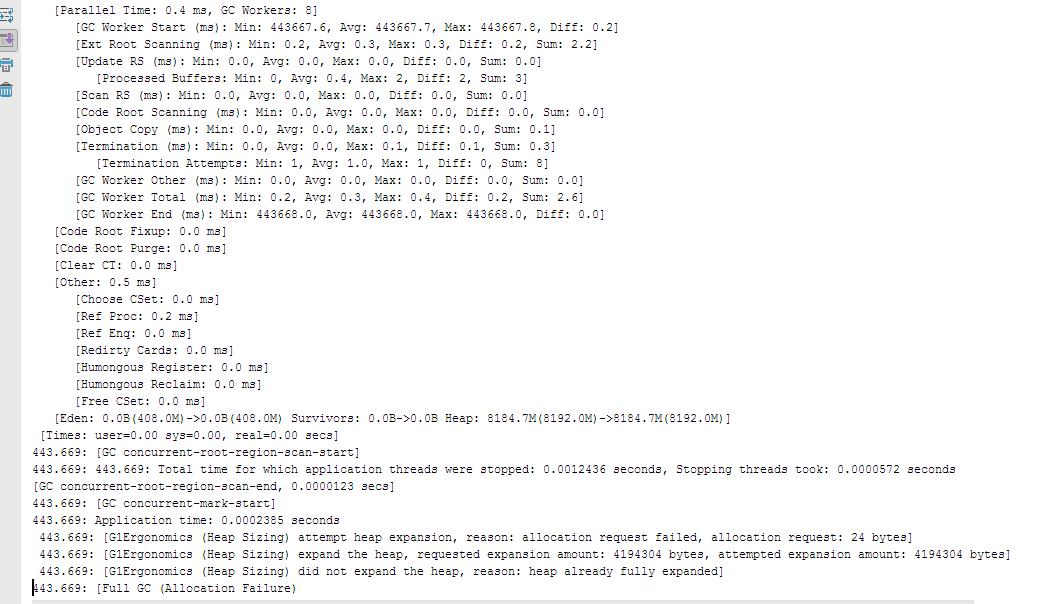 [Parallel Time: 0.4 ms, GC Workers: 8]
[GC Worker Start (ms): Min: 443667.6, Avg: 443667.7, Max: 443667.8, Diff: 0.2]
[Ext Root Scanning (ms): Min: 0.2, Avg: 0.3, Max: 0.3, Diff: 0.2, Sum: 2.2]
[Update RS (ms): Min: 0.0, Avg: 0.0, Max: 0.0, Diff: 0.0, Sum: 0.0]
[Processed Buffers: Min: 0, Avg: 0.4, Max: 2, Diff: 2, Sum: 3]
[Scan RS (ms): Min: 0.0, Avg: 0.0, Max: 0.0, Diff: 0.0, Sum: 0.0]
[Code Root Scanning (ms): Min: 0.0, Avg: 0.0, Max: 0.0, Diff: 0.0, Sum: 0.0]
[Object Copy (ms): Min: 0.0, Avg: 0.0, Max: 0.0, Diff: 0.0, Sum: 0.1]
[Termination (ms): Min: 0.0, Avg: 0.0, Max: 0.1, Diff: 0.1, Sum: 0.3]
[Termination Attempts: Min: 1, Avg: 1.0, Max: 1, Diff: 0, Sum: 8]
[GC Worker Other (ms): Min: 0.0, Avg: 0.0, Max: 0.0, Diff: 0.0, Sum: 0.0]
[GC Worker Total (ms): Min: 0.2, Avg: 0.3, Max: 0.4, Diff: 0.2, Sum: 2.6]
[GC Worker End (ms): Min: 443668.0, Avg: 443668.0, Max: 443668.0, Diff: 0.0]
[Code Root Fixup: 0.0 ms]
[Code Root Purge: 0.0 ms]
[Clear CT: 0.0 ms]
[Other: 0.5 ms]
[Choose CSet: 0.0 ms]
[Ref Proc: 0.2 ms]
[Ref Enq: 0.0 ms]
[Redirty Cards: 0.0 ms]
[Humongous Register: 0.0 ms]
[Humongous Reclaim: 0.0 ms]
[Free CSet: 0.0 ms]
[Eden: 0.0B(408.0M)->0.0B(408.0M) Survivors: 0.0B->0.0B Heap: 8184.7M(8192.0M)->8184.7M(8192.0M)]
[Times: user=0.00 sys=0.00, real=0.00 secs]
443.669: [GC concurrent-root-region-scan-start]
443.669: 443.669: Total time for which application threads were stopped: 0.0012436 seconds, Stopping threads took: 0.0000572 seconds
[GC concurrent-root-region-scan-end, 0.0000123 secs]
443.669: [GC concurrent-mark-start]
443.669: Application time: 0.0002385 seconds
443.669: [G1Ergonomics (Heap Sizing) attempt heap expansion, reason: allocation request failed, allocation request: 24 bytes]
443.669: [G1Ergonomics (Heap Sizing) expand the heap, requested expansion amount: 4194304 bytes, attempted expansion amount: 4194304 bytes]
443.669: [G1Ergonomics (Heap Sizing) did not expand the heap, reason: heap already fully expanded]
443.669: [Full GC (Allocation Failure)